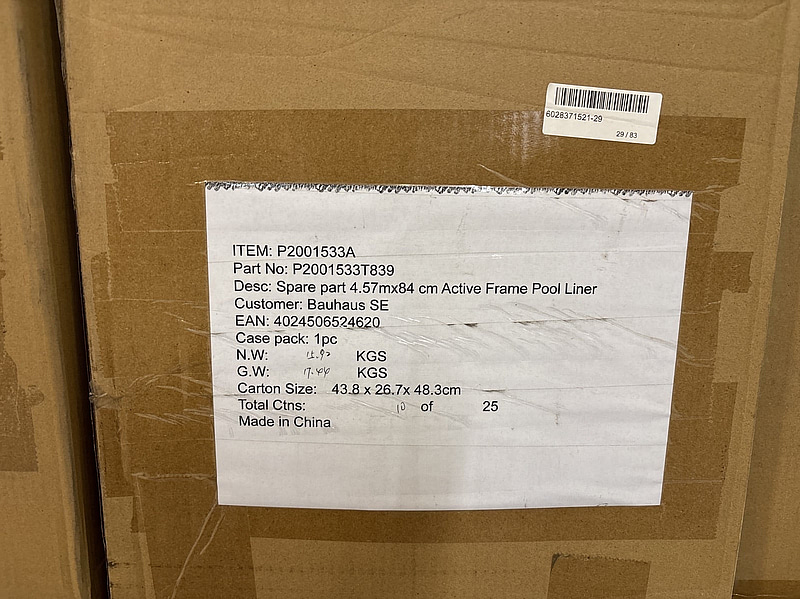 6028371521-29
29 / 83
ITEM: P2001533A
Part No: P2001533T839
Desc: Spare part 4.57mx84 cm Active Frame Pool Liner
Customer: Bauhaus SE
EAN: 4024506524620
Case pack: 1pc
N.W: KGS
G.W: 17.44 KGS
Carton Size: 43.8 x 26.7x 48.3cm
Total Ctns: 10 of 25
Made in China